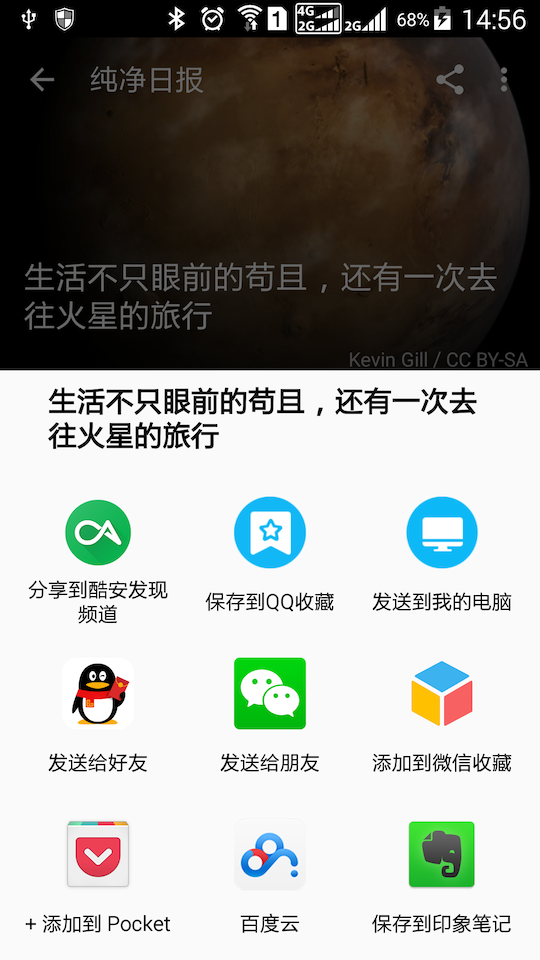 1
4G
2G
2G
68%
14:56
纯净日报
生活不只眼前的苟且，还有一次去
往火星的旅行
Kevin Gill / CC BY-SA
生活不只眼前的苟且，还有一次去
往火星的旅行
分享到酷安发现
频道
保存到QQ收藏
发送到我的电脑
发送给好友
发送给朋友
添加到微信收藏
+ 添加到 Pocket
百度云
保存到印象笔记